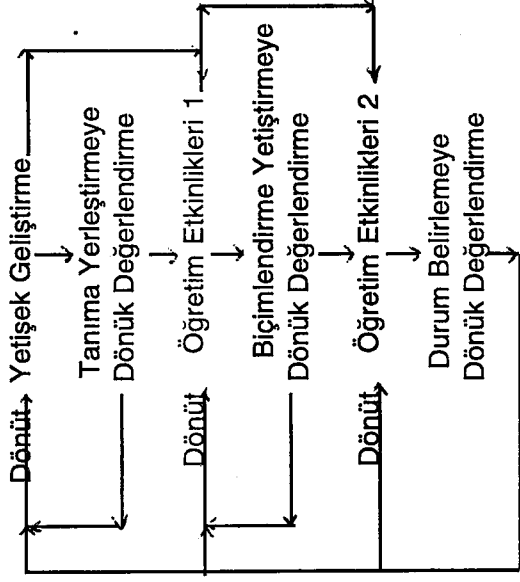 Dönüt Yetişek Geliştirme
Tanıma Yerleştirmeye
Dönük Değerlendirme
Dönüt Öğretim Etkinlikleri 1
Biçimlendirme Yetiştirmeye
Dönük Değerlendirme
Dönüt Öğretim Etkinlikleri 2
Durum Belirlemeye
Dönük Değerlendirme